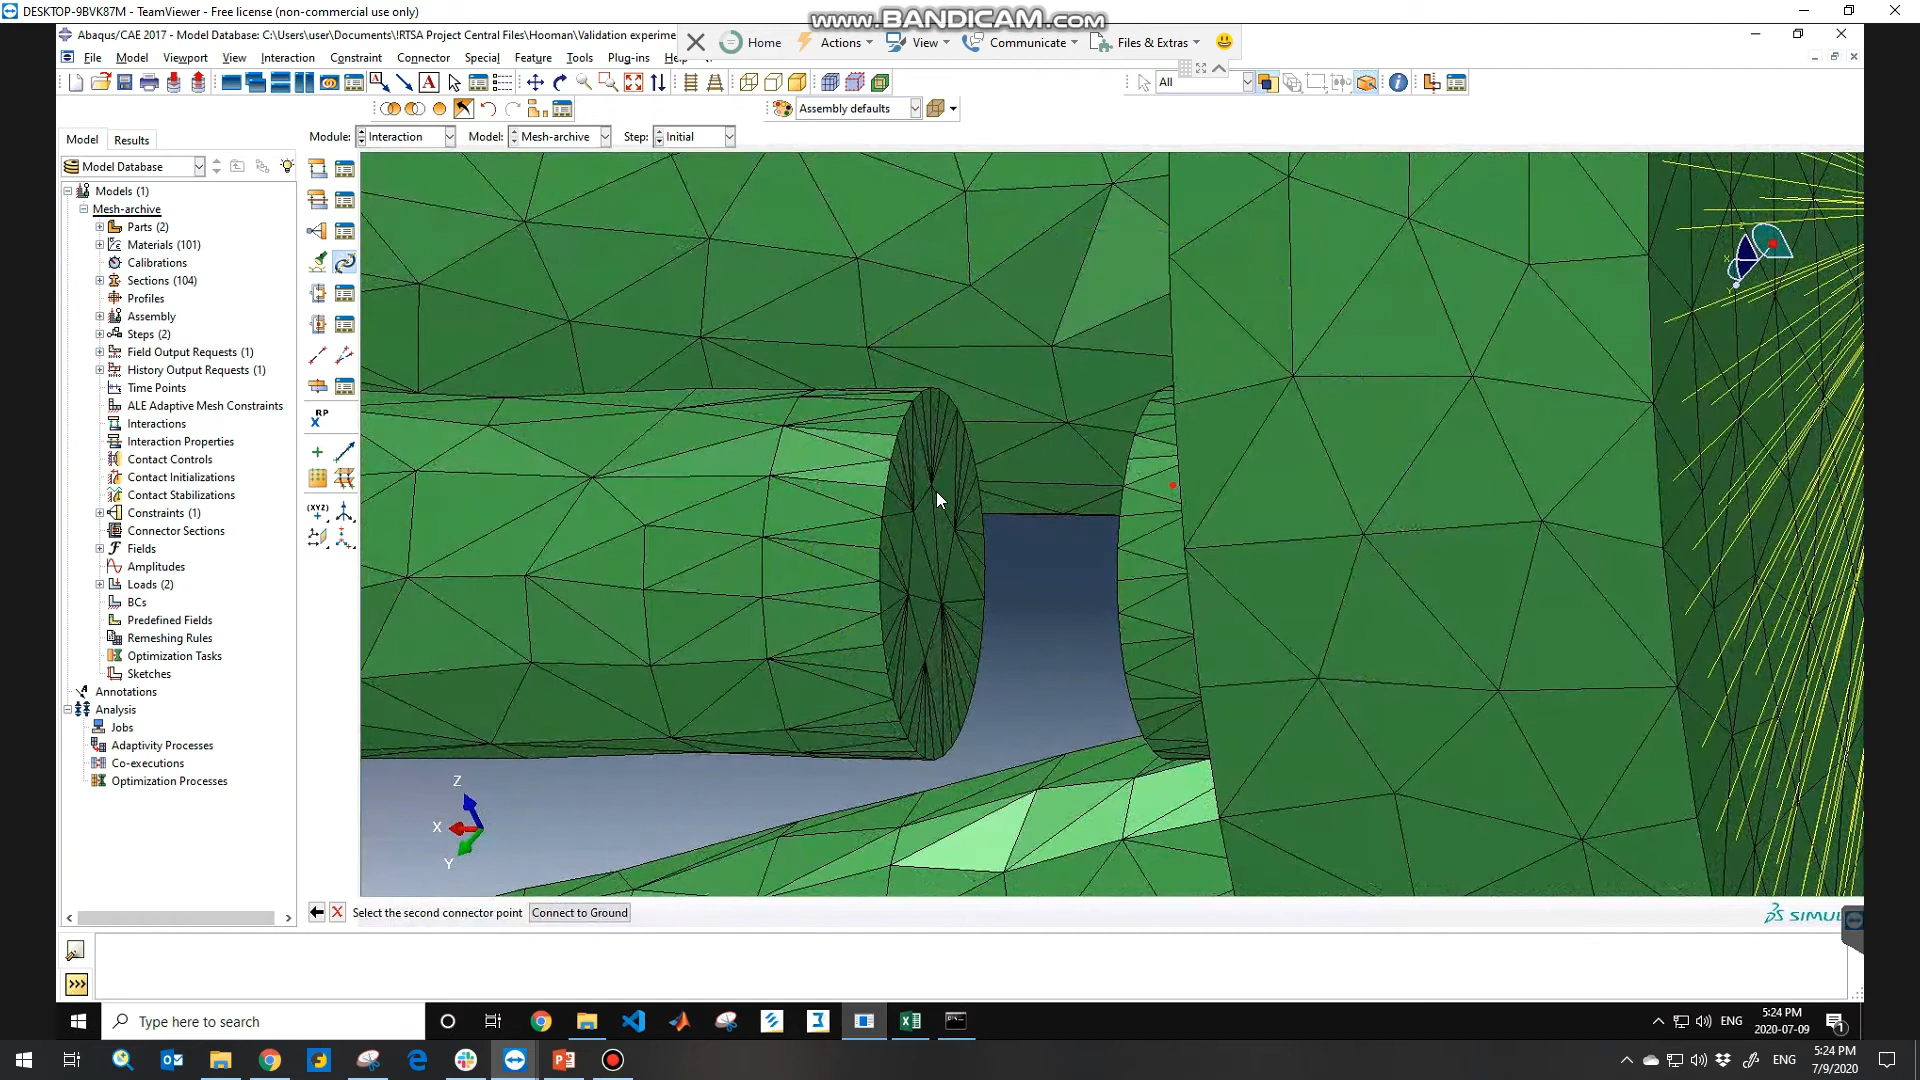 DESKTOP-9BVK87M - TeamViewer - Free license (non-commercial use only)
www.BANDICAM.com
Abaqus/CAE 2017 - Model Database: C:\Users\user\Documents\!RTSA Project Central Files\Hooman\Validation experime
Home Actions View Communicate Files & Extras
File Model Viewport View Interaction Constraint Connector Special Feature Tools Plug-ins
All
Assembly defaults
Model Results
Module: Interaction Model: Mesh-archive Step: Initial
Model Database
Models (1)
Mesh-archive
Parts (2)
Materials (101)
Calibrations
Sections (104)
Profiles
Assembly
Steps (2)
Field Output Requests (1)
History Output Requests (1)
Time Points
ALE Adaptive Mesh Constraints
Interactions
Interaction Properties
Contact Controls
Contact Initializations
Contact Stabilizations
Constraints (1)
Connector Sections
Fields
Amplitudes
Loads (2)
BCs
Predefined Fields
Remeshing Rules
Optimization Tasks
Sketches
Annotations
Analysis
Jobs
Adaptivity Processes
Co-executions
Optimization Processes
RP
(XYZ)
Z
X
Y
Select the second connector point Connect to Ground
SIMUL
Type here to search
ENG
5:24 PM
2020-07-09
ENG
5:24 PM
7/9/2020